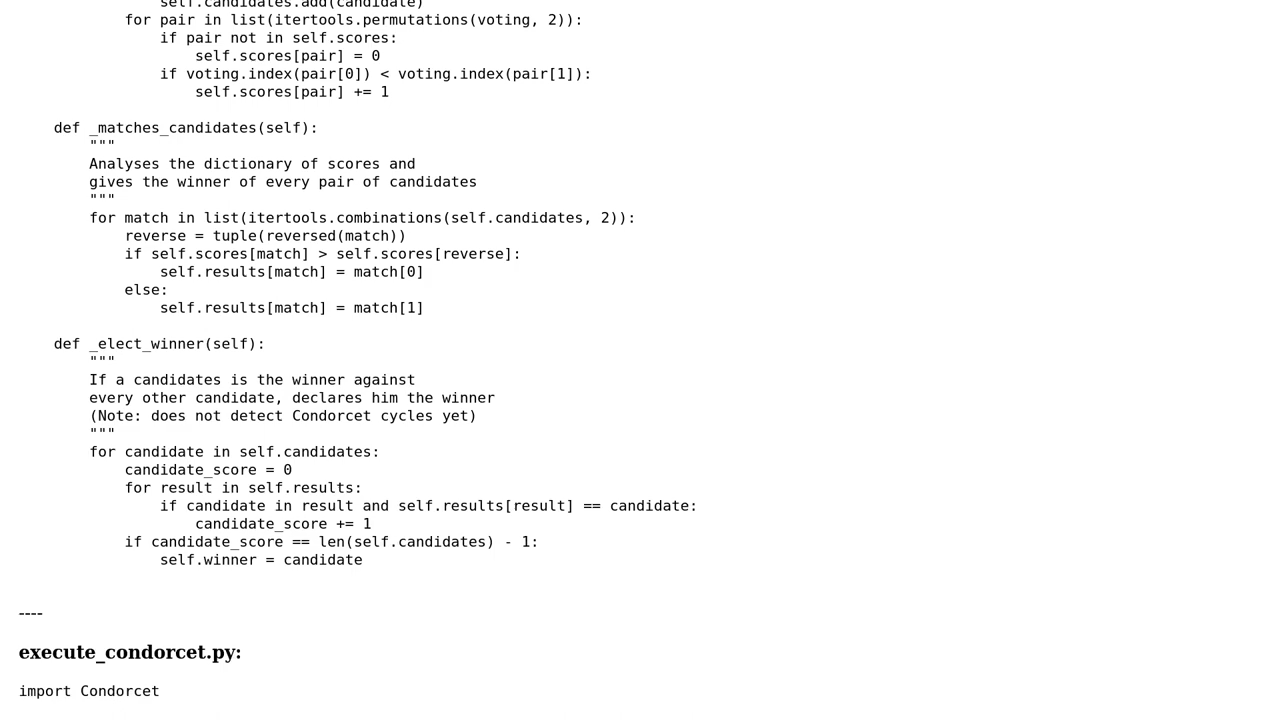 self.candidates.add(candidate)
for pair in list(itertools.permutations(voting, 2)):
if pair not in self.scores:
self.scores[pair] = 0
if voting.index(pair[0]) < voting.index(pair[1]):
self.scores[pair] += 1
def _matches_candidates(self):
"""
Analyses the dictionary of scores and
gives the winner of every pair of candidates
"""
for match in list(itertools.combinations(self.candidates, 2)):
reverse = tuple(reversed(match))
if self.scores[match] > self.scores[reverse]:
self.results[match] = match[0]
else:
self.results[match] = match[1]
def _elect_winner(self):
"""
If a candidates is the winner against
every other candidate, declares him the winner
(Note: does not detect Condorcet cycles yet)
"""
for candidate in self.candidates:
candidate_score = 0
for result in self.results:
if candidate in result and self.results[result] == candidate:
candidate_score += 1
if candidate_score == len(self.candidates) - 1:
self.winner = candidate
----
execute_condorcet.py:
import Condorcet